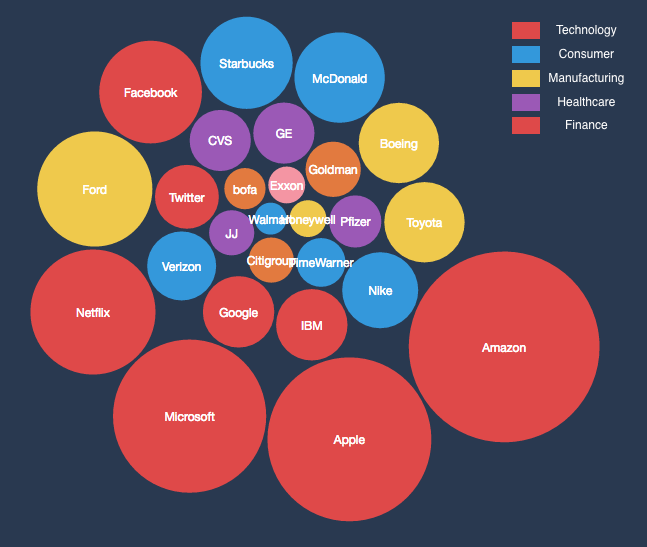 Technology
Consumer
Manufacturing
Healthcare
Finance
Starbucks
McDonald
Facebook
CVS
GE
Boeing
Goldman
Ford
Twitter
bofa
Exxon
Walmart
Honeywell
Pfizer
Toyota
JJ
Verizon
Citigroup
TimeWarner
Nike
Netflix
Google
IBM
Amazon
Microsoft
Apple